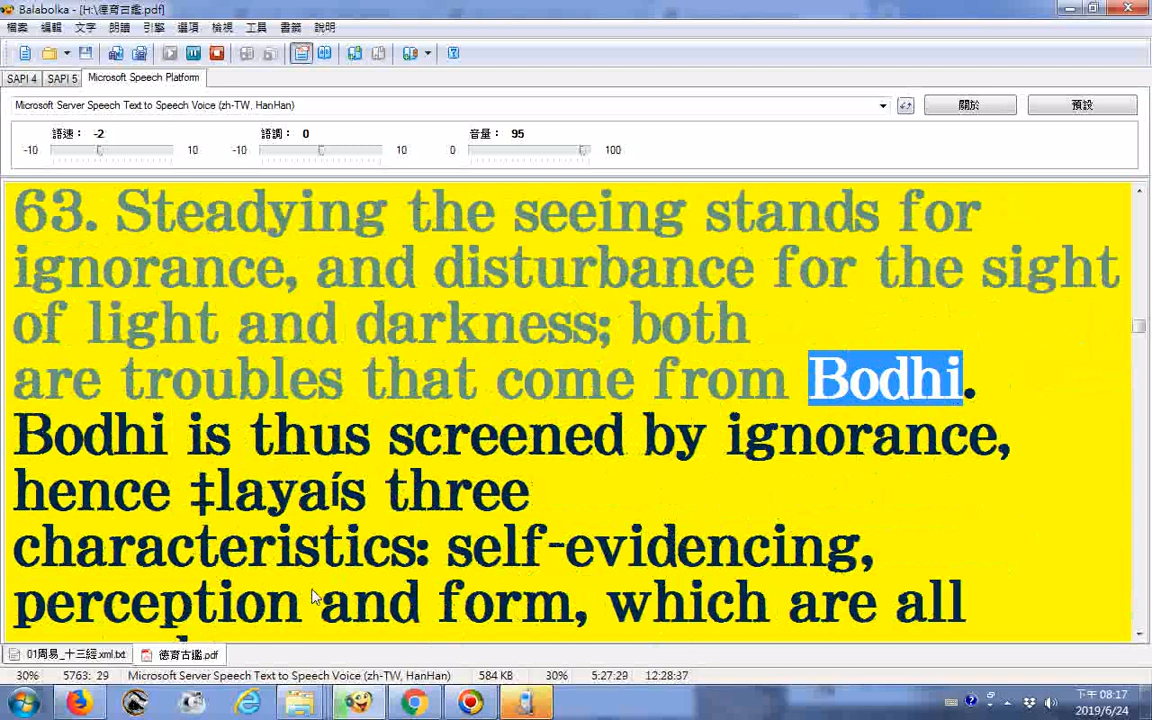 Balabolka - [H:\德育古鑑.pdf]
檔案 編輯 文字 朗讀 引擎 選項 檢視 工具 書籤 說明
SAPI 4 SAPI 5 Microsoft Speech Platform
Microsoft Server Speech Text to Speech Voice (zh-TW, HanHan) 關於 預設
語速： -2 語調： 0 音量： 95
-10 10 -10 10 0 100
63. Steadying the seeing stands for
ignorance, and disturbance for the sight
of light and darkness; both
are troubles that come from Bodhi.
Bodhi is thus screened by ignorance,
hence ‡layaís three
characteristics: self-evidencing,
perception and form, which are all
01周易_十三經.xml.txt 德育古鑑.pdf
30% 5763: 29 Microsoft Server Speech Text to Speech Voice (zh-TW, HanHan) 584 KB 30% 5:27:29 12:28:37
下午 08:17
2019/6/24